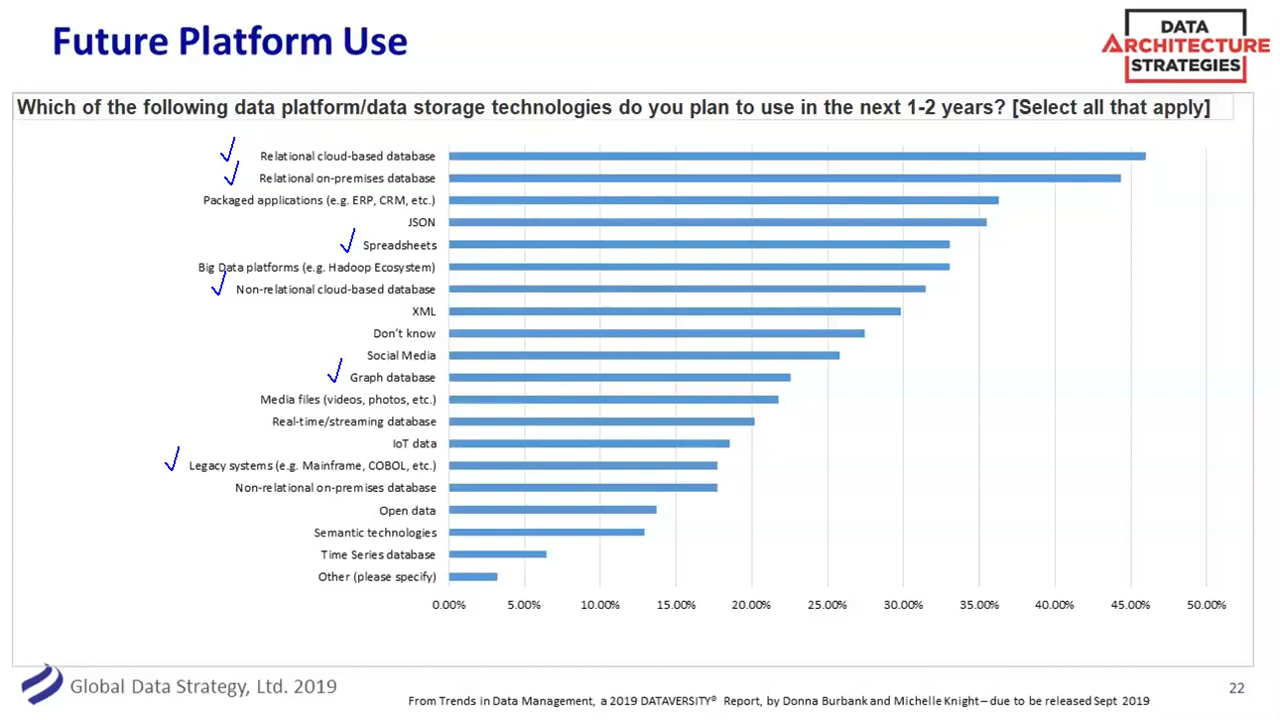 Future Platform Use
DATA
ARCHITECTURE
STRATEGIES
Which of the following data platform/data storage technologies do you plan to use in the next 1-2 years? [Select all that apply]
Relational cloud-based database
Relational on-premises database
Packaged applications (e.g. ERP, CRM, etc.)
JSON
Spreadsheets
Big Data platforms (e.g. Hadoop Ecosystem)
Non-relational cloud-based database
XML
Don't know
Social Media
Graph database
Media files (videos, photos, etc.)
Real-time/streaming database
IoT data
Legacy systems (e.g. Mainframe, COBOL, etc.)
Non-relational on-premises database
Open data
Semantic technologies
Time Series database
Other (please specify)
0.00% 5.00% 10.00% 15.00% 20.00% 25.00% 30.00% 35.00% 40.00% 45.00% 50.00%
Global Data Strategy, Ltd. 2019
22
From Trends in Data Management, a 2019 DATAVERSITY® Report, by Donna Burbank and Michelle Knight – due to be released Sept 2019